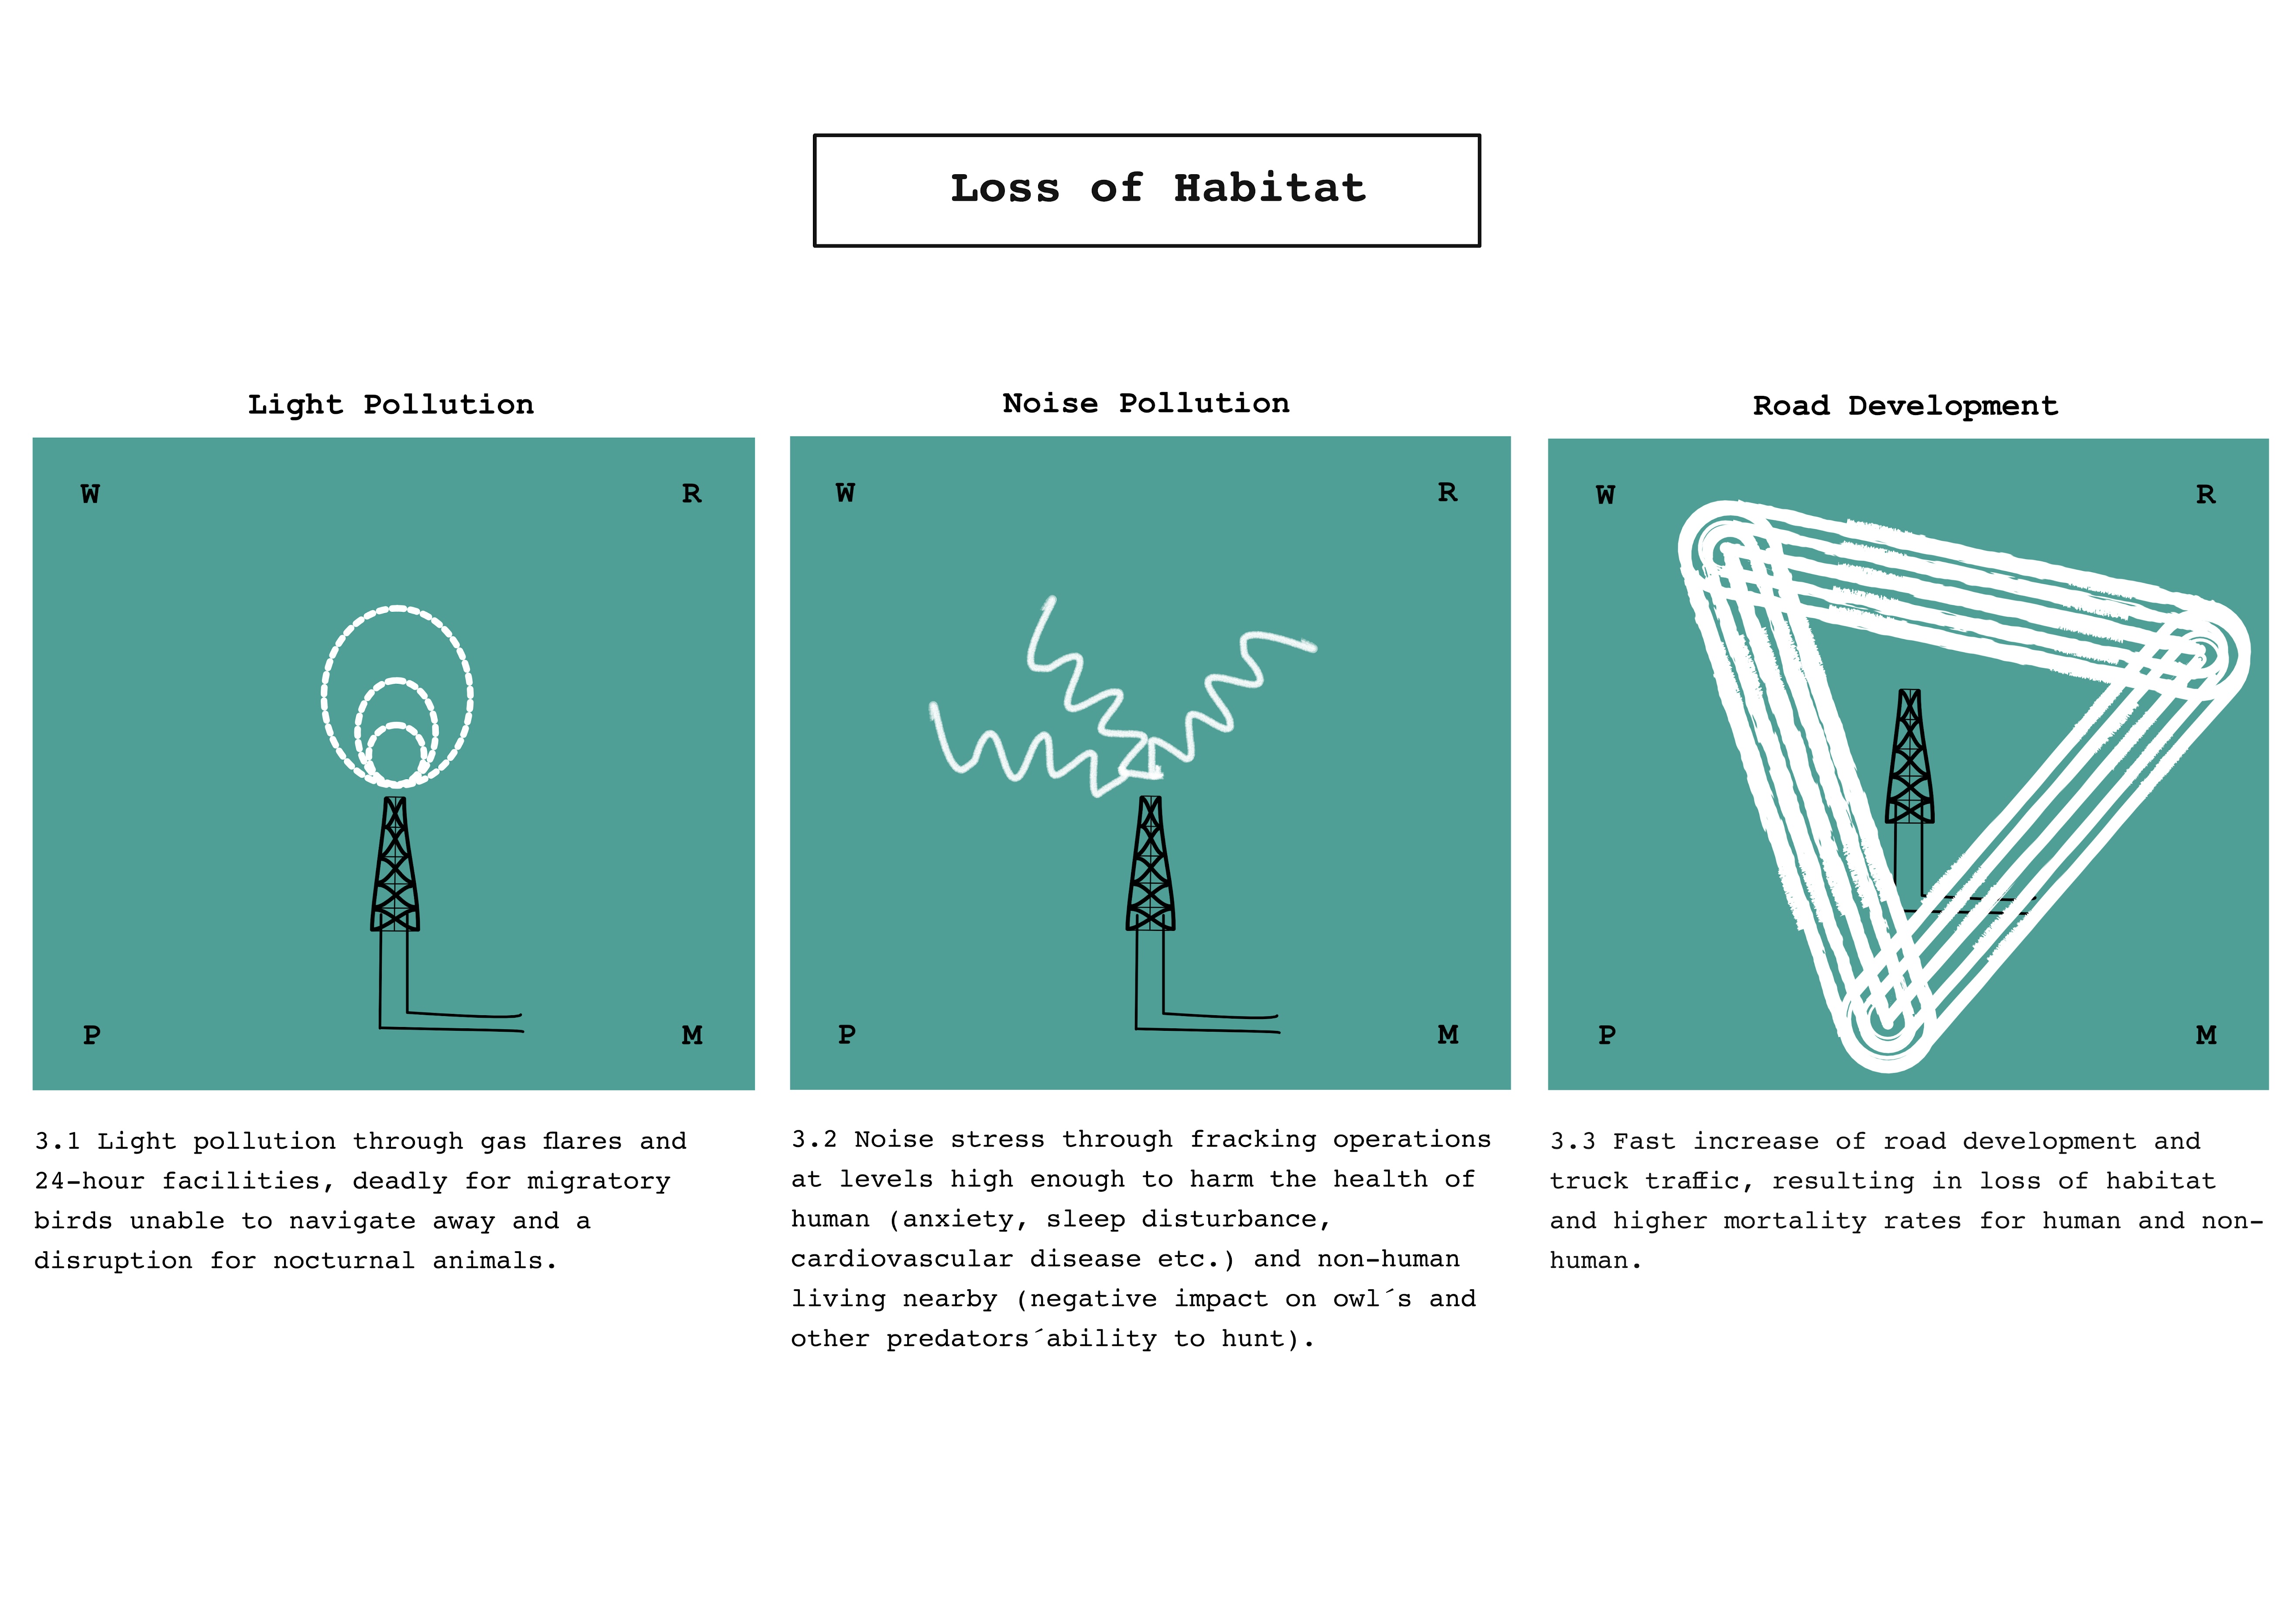 Loss of Habitat
Light Pollution
W
R
P
M
3.1 Light pollution through gas flares and
24-hour facilities, deadly for migratory
birds unable to navigate away and a
disruption for nocturnal animals.
Noise Pollution
W
R
P
M
3.2 Noise stress through fracking operations
at levels high enough to harm the health of
human (anxiety, sleep disturbance,
cardiovascular disease etc.) and non-human
living nearby (negative impact on owl´s and
other predators´ability to hunt).
Road Development
W
R
P
M
3.3 Fast increase of road development and
truck traffic, resulting in loss of habitat
and higher mortality rates for human and non-
human.